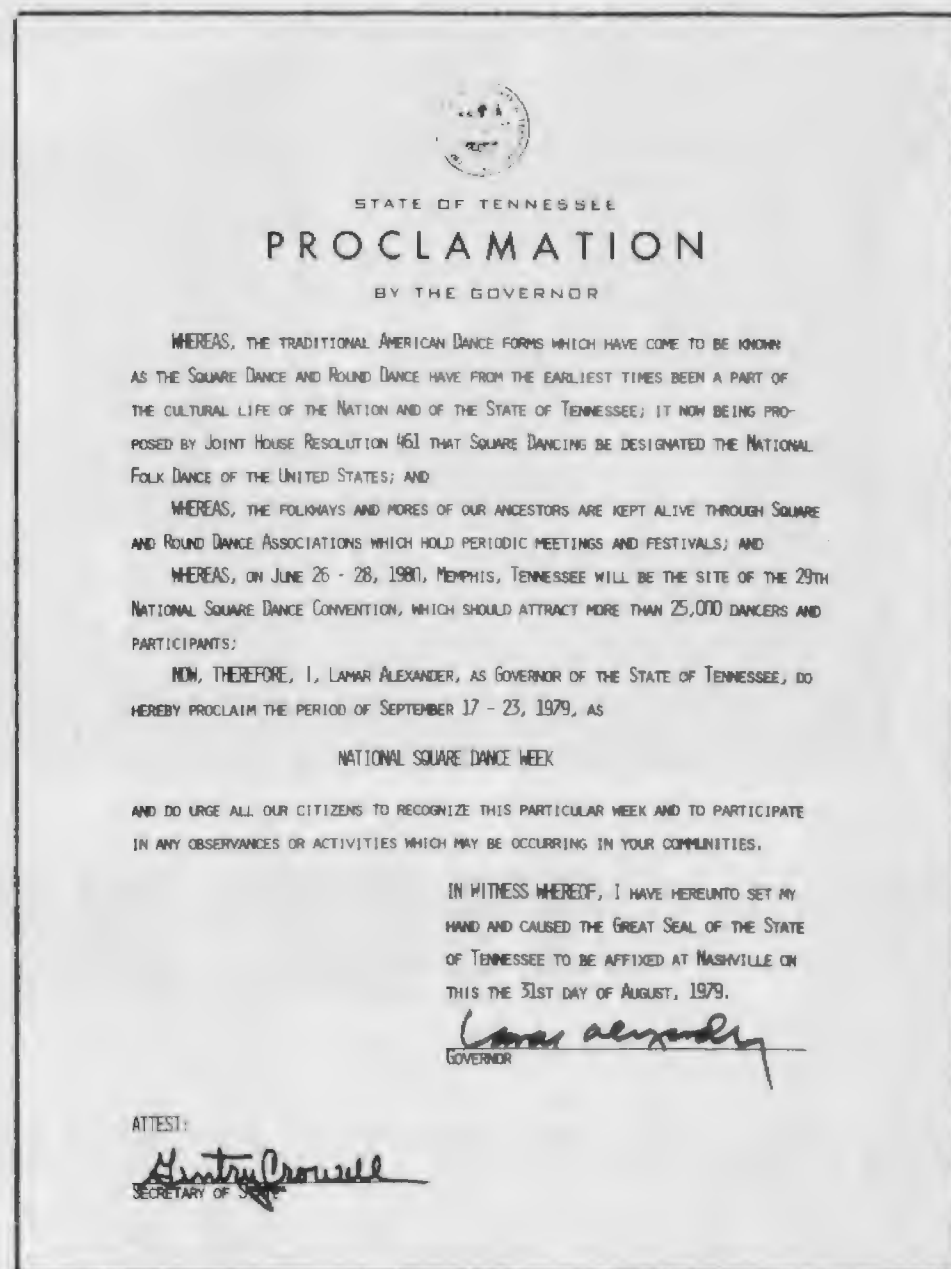 STATE OF TENNESSEE
PROCLAMATION
BY THE GOVERNOR
WHEREAS, THE TRADITIONAL AMERICAN DANCE FORMS WHICH HAVE COME TO BE KNOWN
AS THE SQUARE DANCE AND ROUND DANCE HAVE FROM THE EARLIEST TIMES BEEN A PART OF
THE CULTURAL LIFE OF THE NATION AND OF THE STATE OF TENNESSEE; IT NOW BEING PRO-
POSED BY JOINT HOUSE RESOLUTION 461 THAT SQUARE DANCING BE DESIGNATED THE NATIONAL
FOLK DANCE OF THE UNITED STATES; AND
WHEREAS, THE FOLKWAYS AND MORES OF OUR ANCESTORS ARE KEPT ALIVE THROUGH SQUARE
AND ROUND DANCE ASSOCIATIONS WHICH HOLD PERIODIC MEETINGS AND FESTIVALS; AND
WHEREAS, ON JUNE 26 - 28, 1980, MEMPHIS, TENNESSEE WILL BE THE SITE OF THE 29TH
NATIONAL SQUARE DANCE CONVENTION, WHICH SHOULD ATTRACT MORE THAN 25,000 DANCERS AND
PARTICIPANTS;
NOW, THEREFORE, I, LAMAR ALEXANDER, AS GOVERNOR OF THE STATE OF TENNESSEE, DO
HEREBY PROCLAIM THE PERIOD OF SEPTEMBER 17 - 23, 1979, AS
NATIONAL SQUARE DANCE WEEK
AND DO URGE ALL OUR CITIZENS TO RECOGNIZE THIS PARTICULAR WEEK AND TO PARTICIPATE
IN ANY OBSERVANCES OR ACTIVITIES WHICH MAY BE OCCURRING IN YOUR COMMUNITIES.
IN WITNESS WHEREOF, I HAVE HEREUNTO SET MY
HAND AND CAUSED THE GREAT SEAL OF THE STATE
OF TENNESSEE TO BE AFFIXED AT NASHVILLE ON
THIS THE 31ST DAY OF AUGUST, 1979.
Lamar Alexander
GOVERNOR
ATTEST:
Gentry Crowell
SECRETARY OF STATE